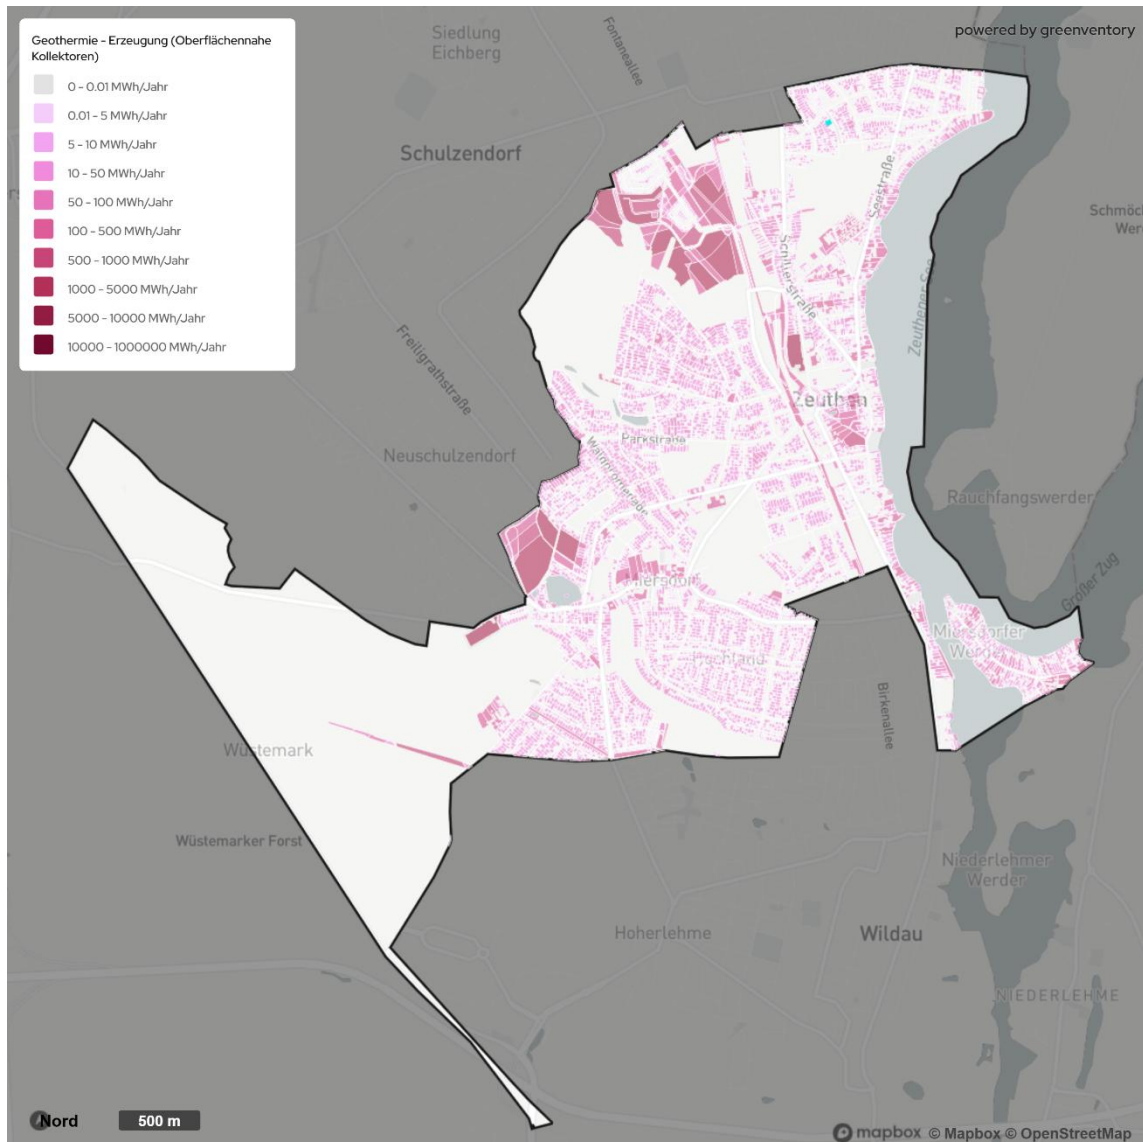 Geothermie - Erzeugung (Oberflächennahe
Kollektoren)
0 - 0.01 MWh/Jahr
0.01 - 5 MWh/Jahr
5 - 10 MWh/Jahr
10 - 50 MWh/Jahr
50 - 100 MWh/Jahr
100 - 500 MWh/Jahr
500 - 1000 MWh/Jahr
1000 - 5000 MWh/Jahr
5000 - 10000 MWh/Jahr
10000 - 1000000 MWh/Jahr
powered by greenventory
Siedlung
Eichberg
Fontaneallee
Schulzendorf
Schmöck
Wer
Seestraße
Schillerstraße
Zeuthener See
Freiligrathstraße
Zeuthen
Parkstraße
Neuschulzendorf
Waldpromenade
Rauchfangswerder
Großer Zug
Miersdorf
Miersdorfer
Werder
Hochland
Birkenallee
Wüstemark
Wüstemarker Forst
Niederlehmer
Werder
Hoherlehme
Wildau
NIEDERLEHME
Nord
500 m
mapbox © Mapbox © OpenStreetMap